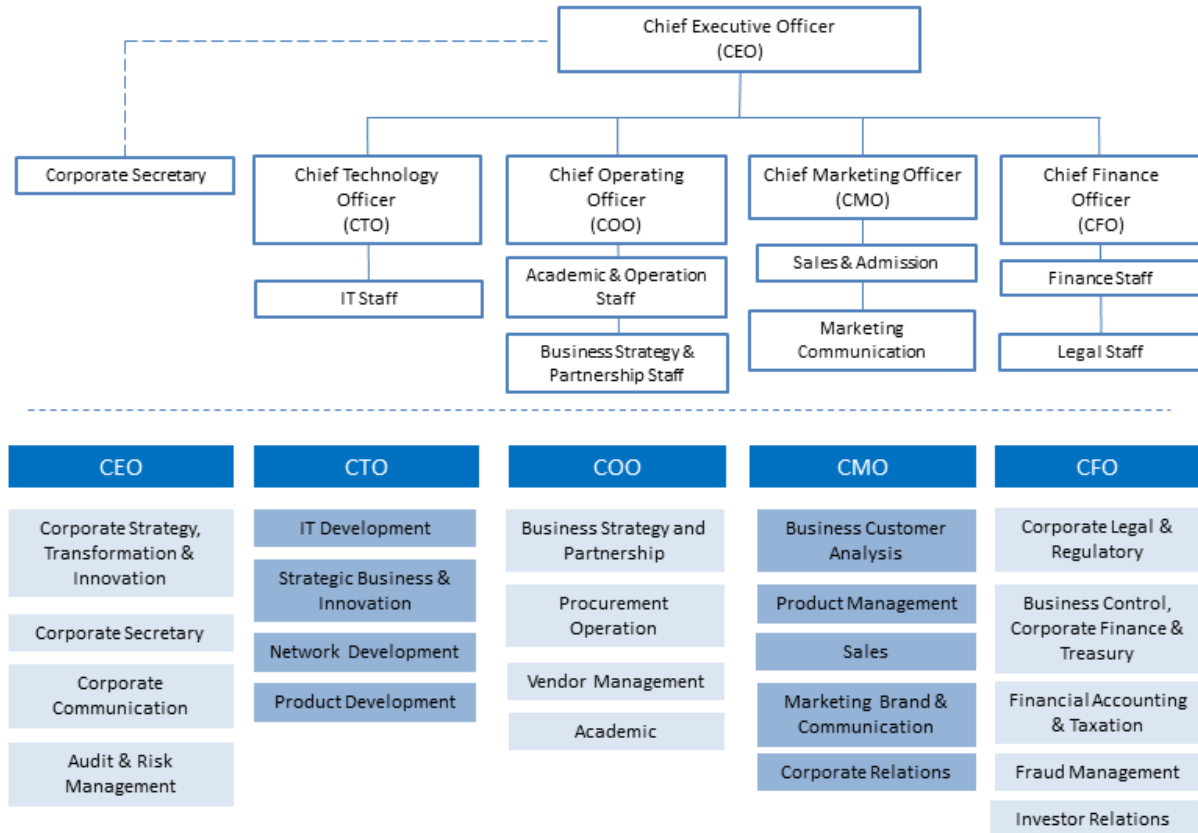 Chief Executive Officer
(CEO)
Corporate Secretary
Chief Technology
Officer
(CTO)
Chief Operating
Officer
(COO)
Chief Marketing Officer
(CMO)
Chief Finance
Officer
(CFO)
IT Staff
Academic & Operation
Staff
Business Strategy &
Partnership Staff
Sales & Admission
Marketing
Communication
Finance Staff
Legal Staff
CEO
Corporate Strategy,
Transformation &
Innovation
Corporate Secretary
Corporate
Communication
Audit & Risk
Management
CTO
IT Development
Strategic Business &
Innovation
Network Development
Product Development
COO
Business Strategy and
Partnership
Procurement
Operation
Vendor Management
Academic
CMO
Business Customer
Analysis
Product Management
Sales
Marketing Brand &
Communication
Corporate Relations
CFO
Corporate Legal &
Regulatory
Business Control,
Corporate Finance &
Treasury
Financial Accounting
& Taxation
Fraud Management
Investor Relations